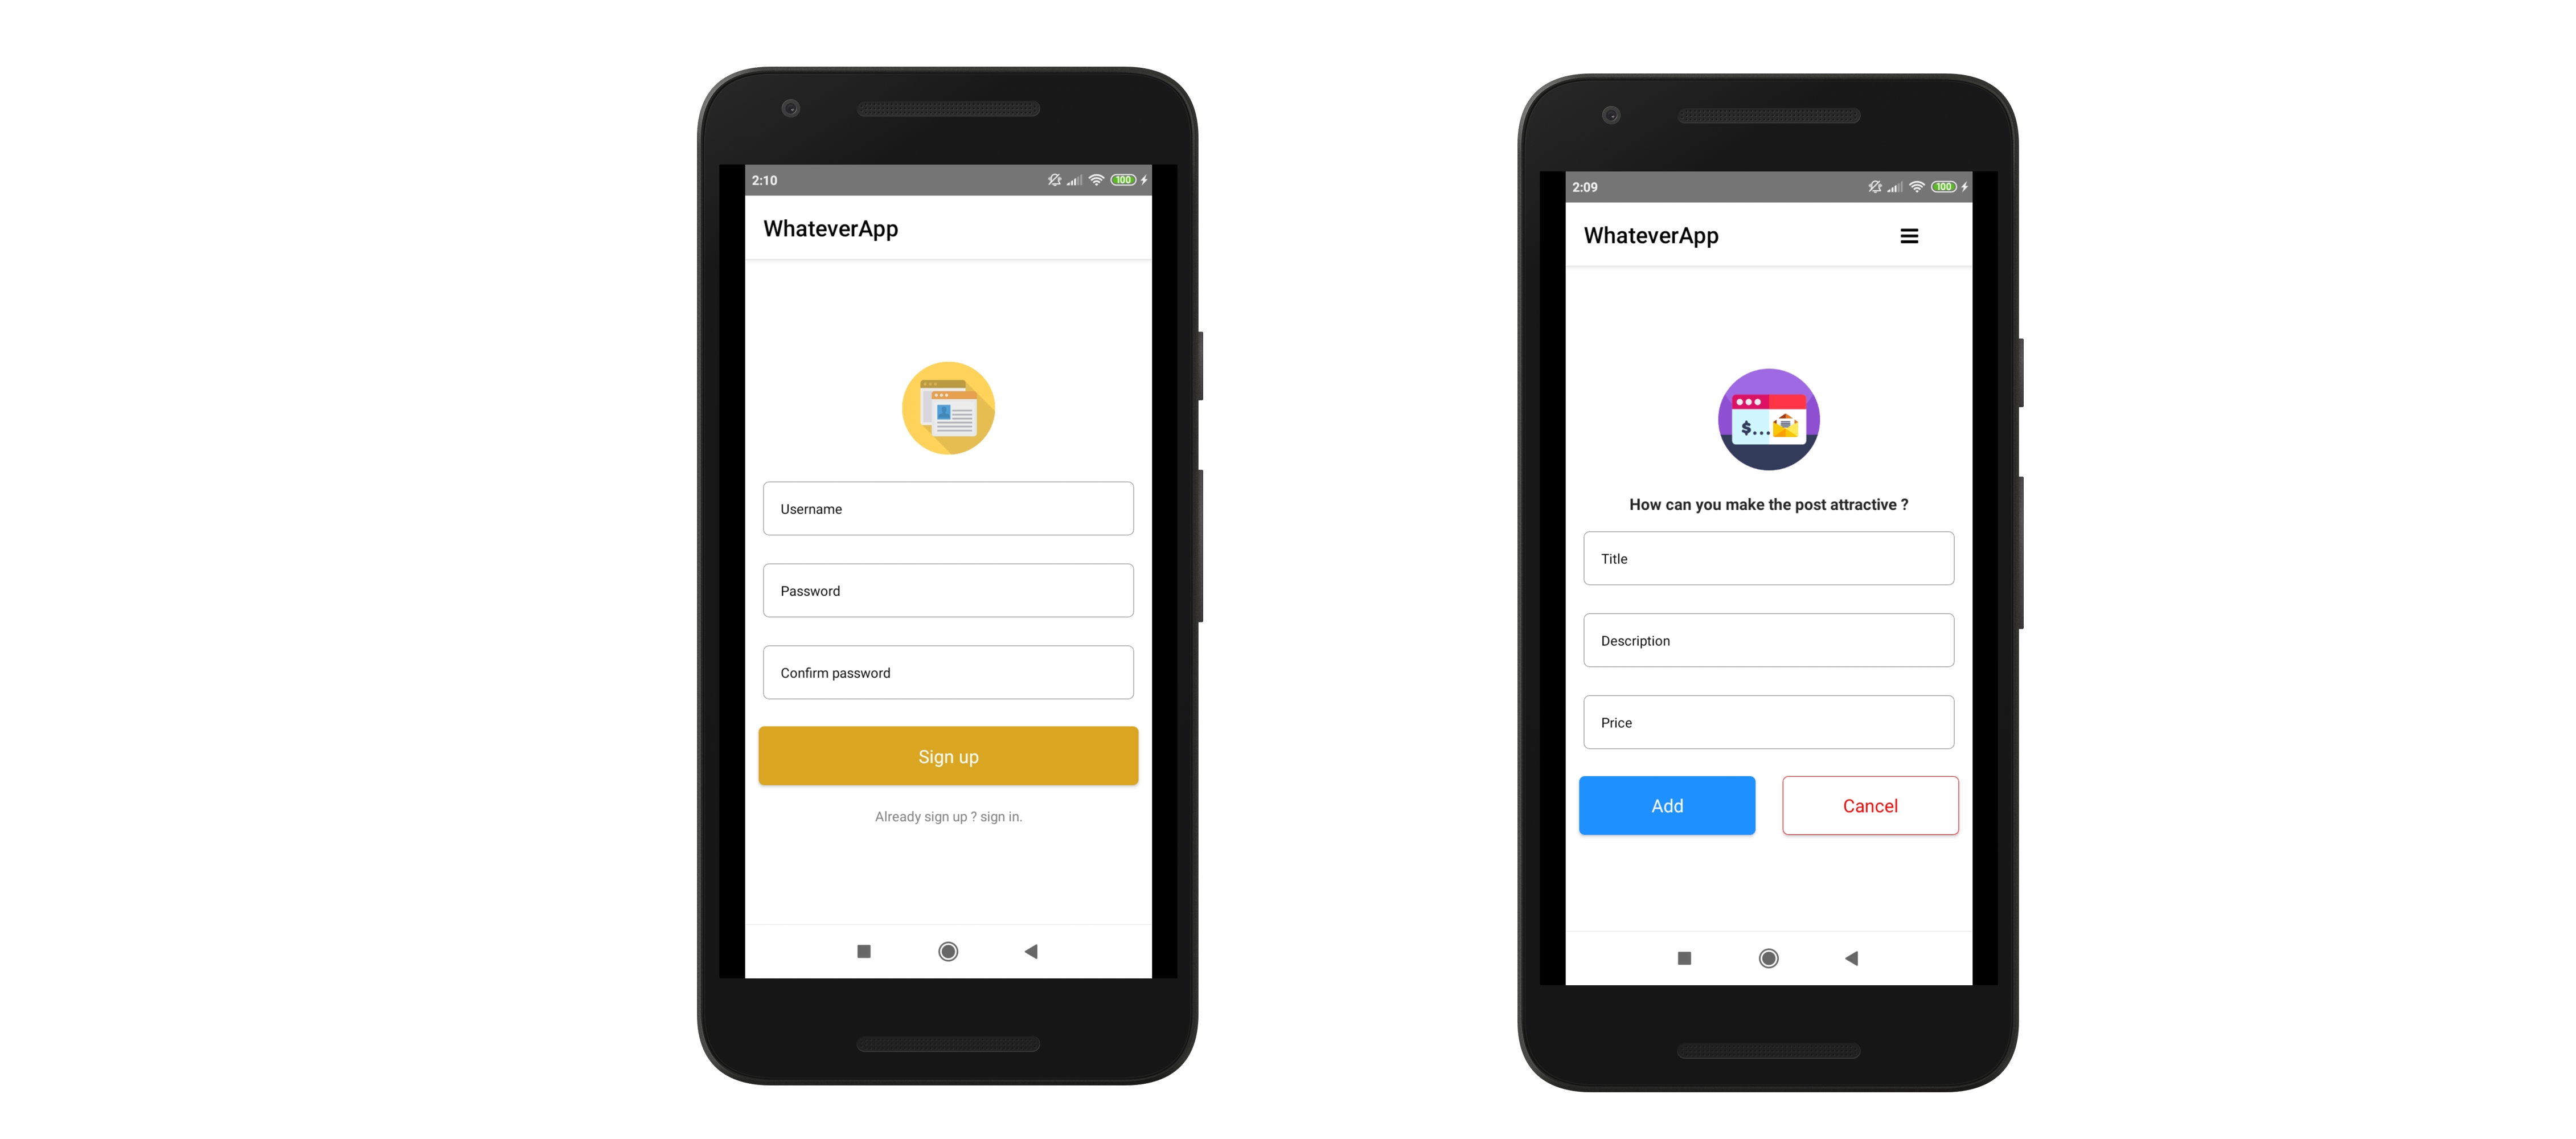 2:10
100
WhateverApp
Username
Password
Confirm password
Sign up
Already sign up ? sign in.
2:09
100
WhateverApp
$...
How can you make the post attractive ?
Title
Description
Price
Add
Cancel